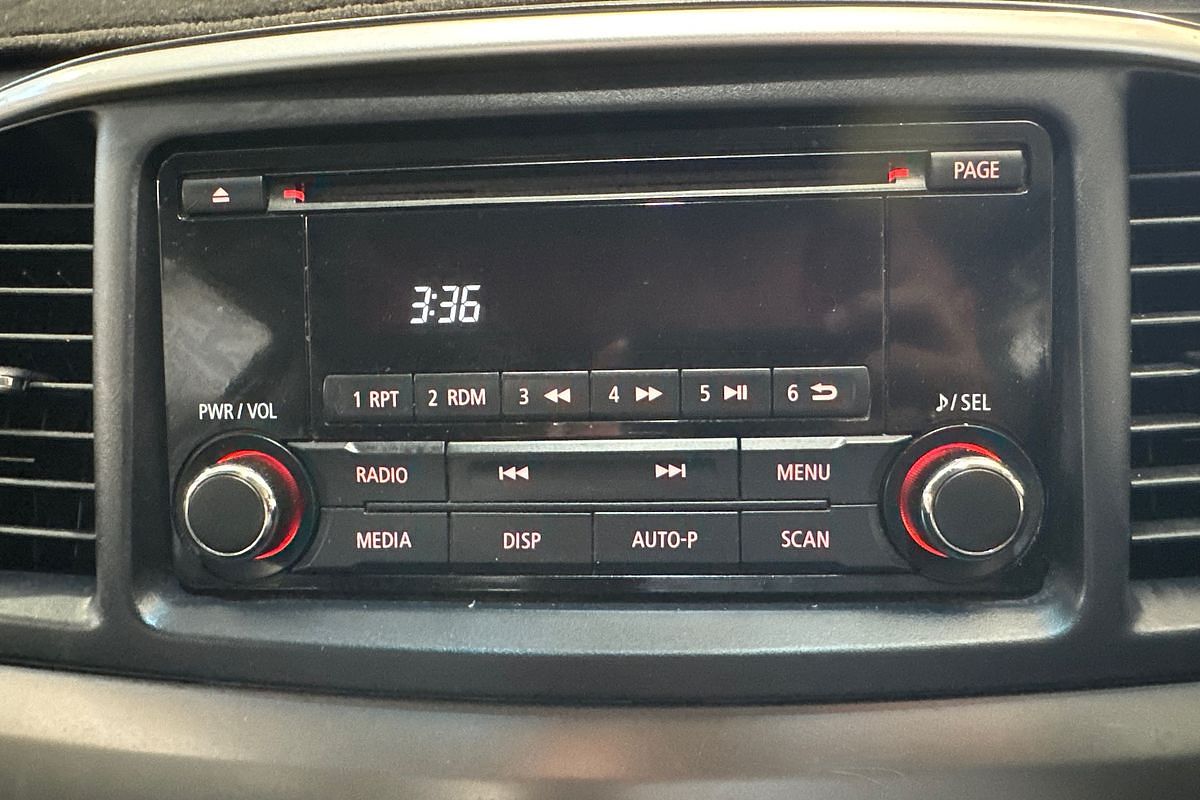 PAGE
3:36
1 RPT 2 RDM 3 4 5 6
PWR / VOL
/ SEL
RADIO MENU
MEDIA DISP AUTO-P SCAN